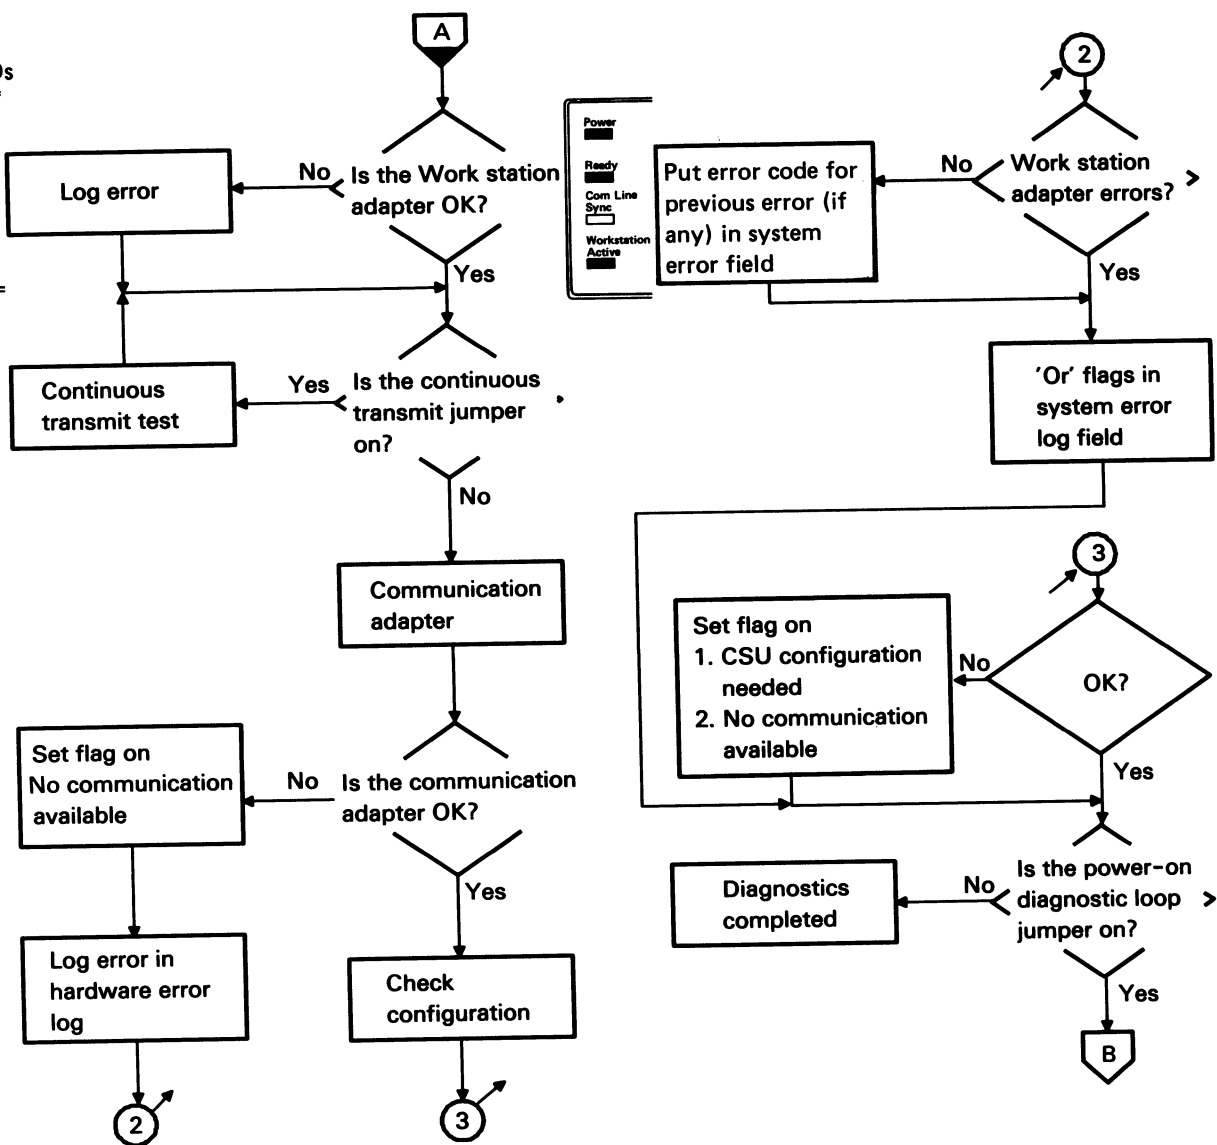 A
No
Is the Work station
adapter OK?
Log error
Yes
Yes
Is the continuous
transmit jumper
on?
Continuous
transmit test
No
Communication
adapter
Set flag on
No communication
available
No
Is the communication
adapter OK?
Yes
Log error in
hardware error
log
Check
configuration
2
3
2
Power
Ready
Com Line
Sync
Workstation
Active
Put error code for
previous error (if
any) in system
error field
No
Work station
adapter errors?
Yes
'Or' flags in
system error
log field
3
Set flag on
1. CSU configuration
needed
2. No communication
available
No
OK?
Yes
Diagnostics
completed
No
Is the power-on
diagnostic loop
jumper on?
Yes
B